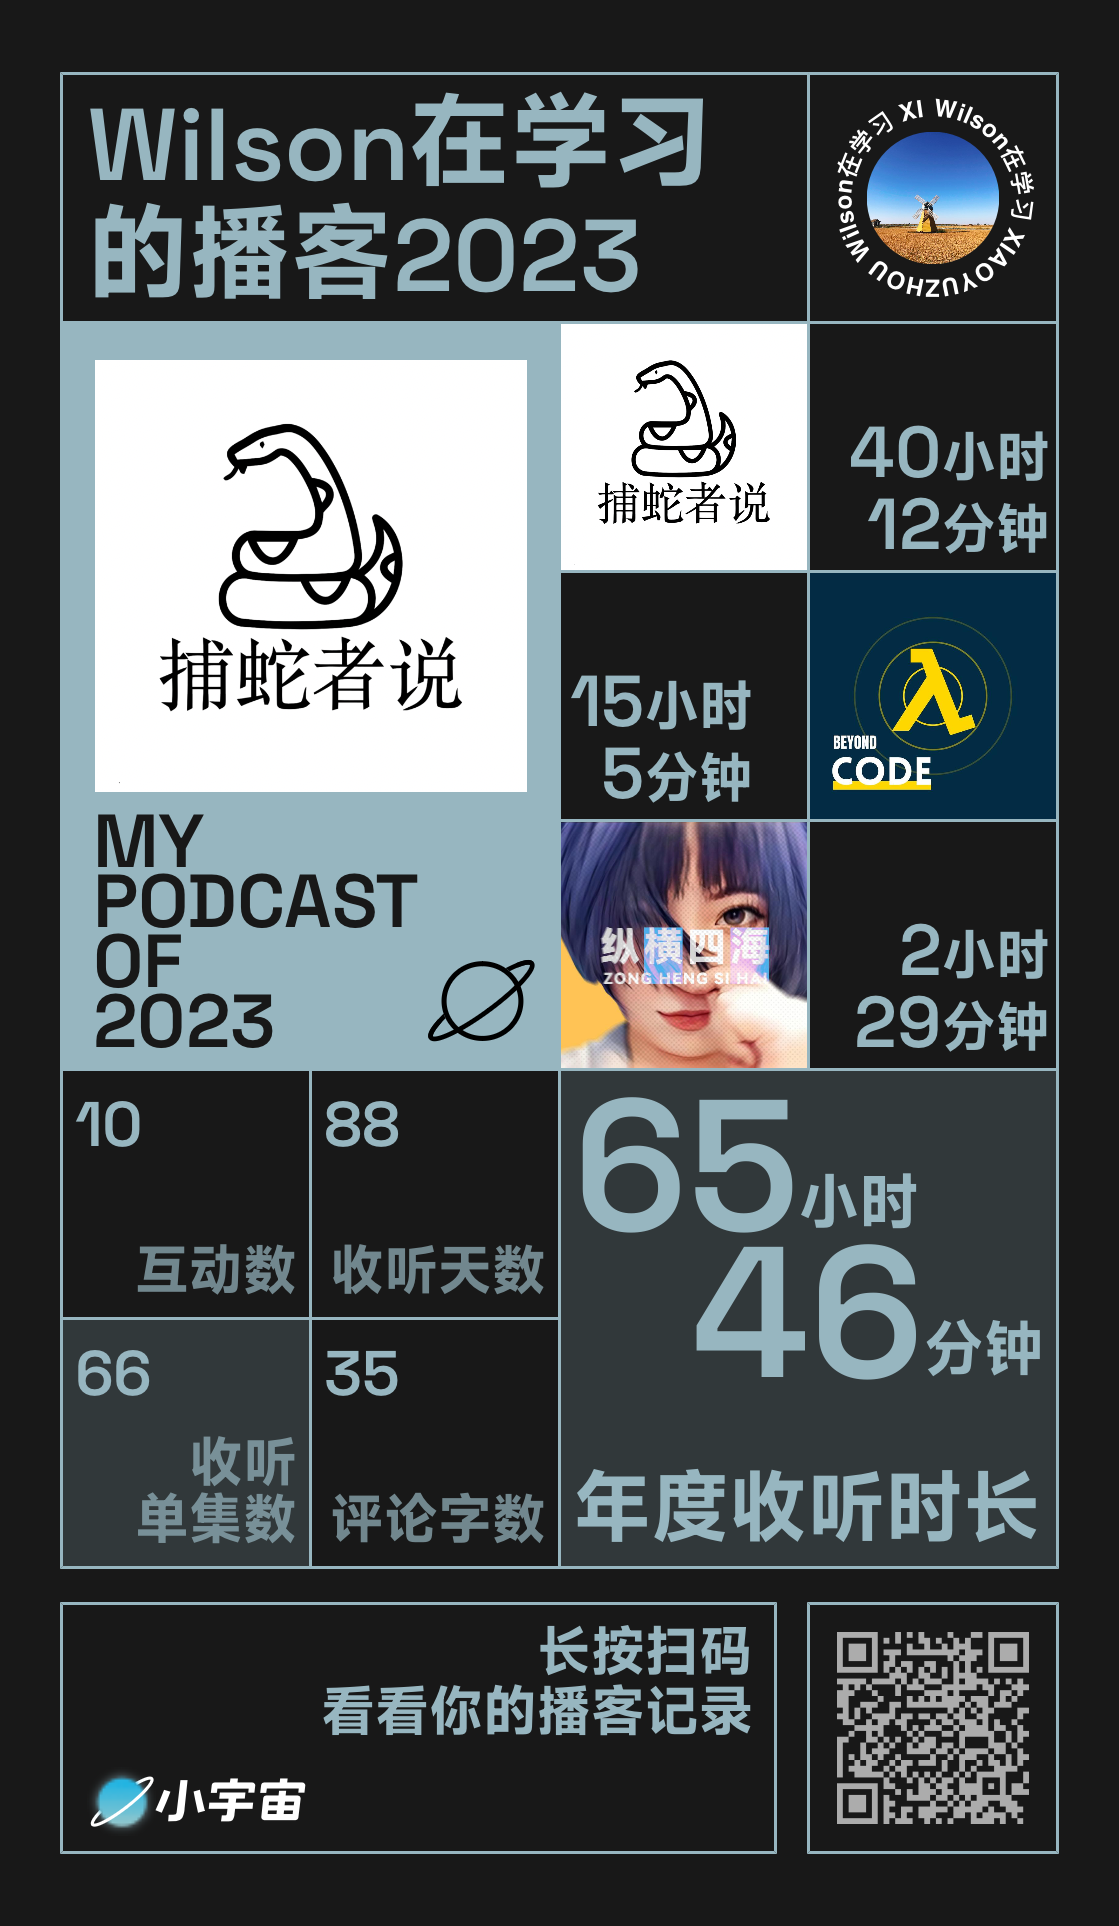 Wilson在学习
的播客2023
Wilson在学习 XIAOYUZHOU Wilson在学习 XI
捕蛇者说
MY
PODCAST
OF
2023
捕蛇者说
40小时
12分钟
15小时
5分钟
BEYOND
CODE
纵横四海
ZONG HENG SI HAI
2小时
29分钟
10
互动数
88
收听天数
66
收听
单集数
35
评论字数
65小时
46分钟
年度收听时长
长按扫码
看看你的播客记录
小宇宙